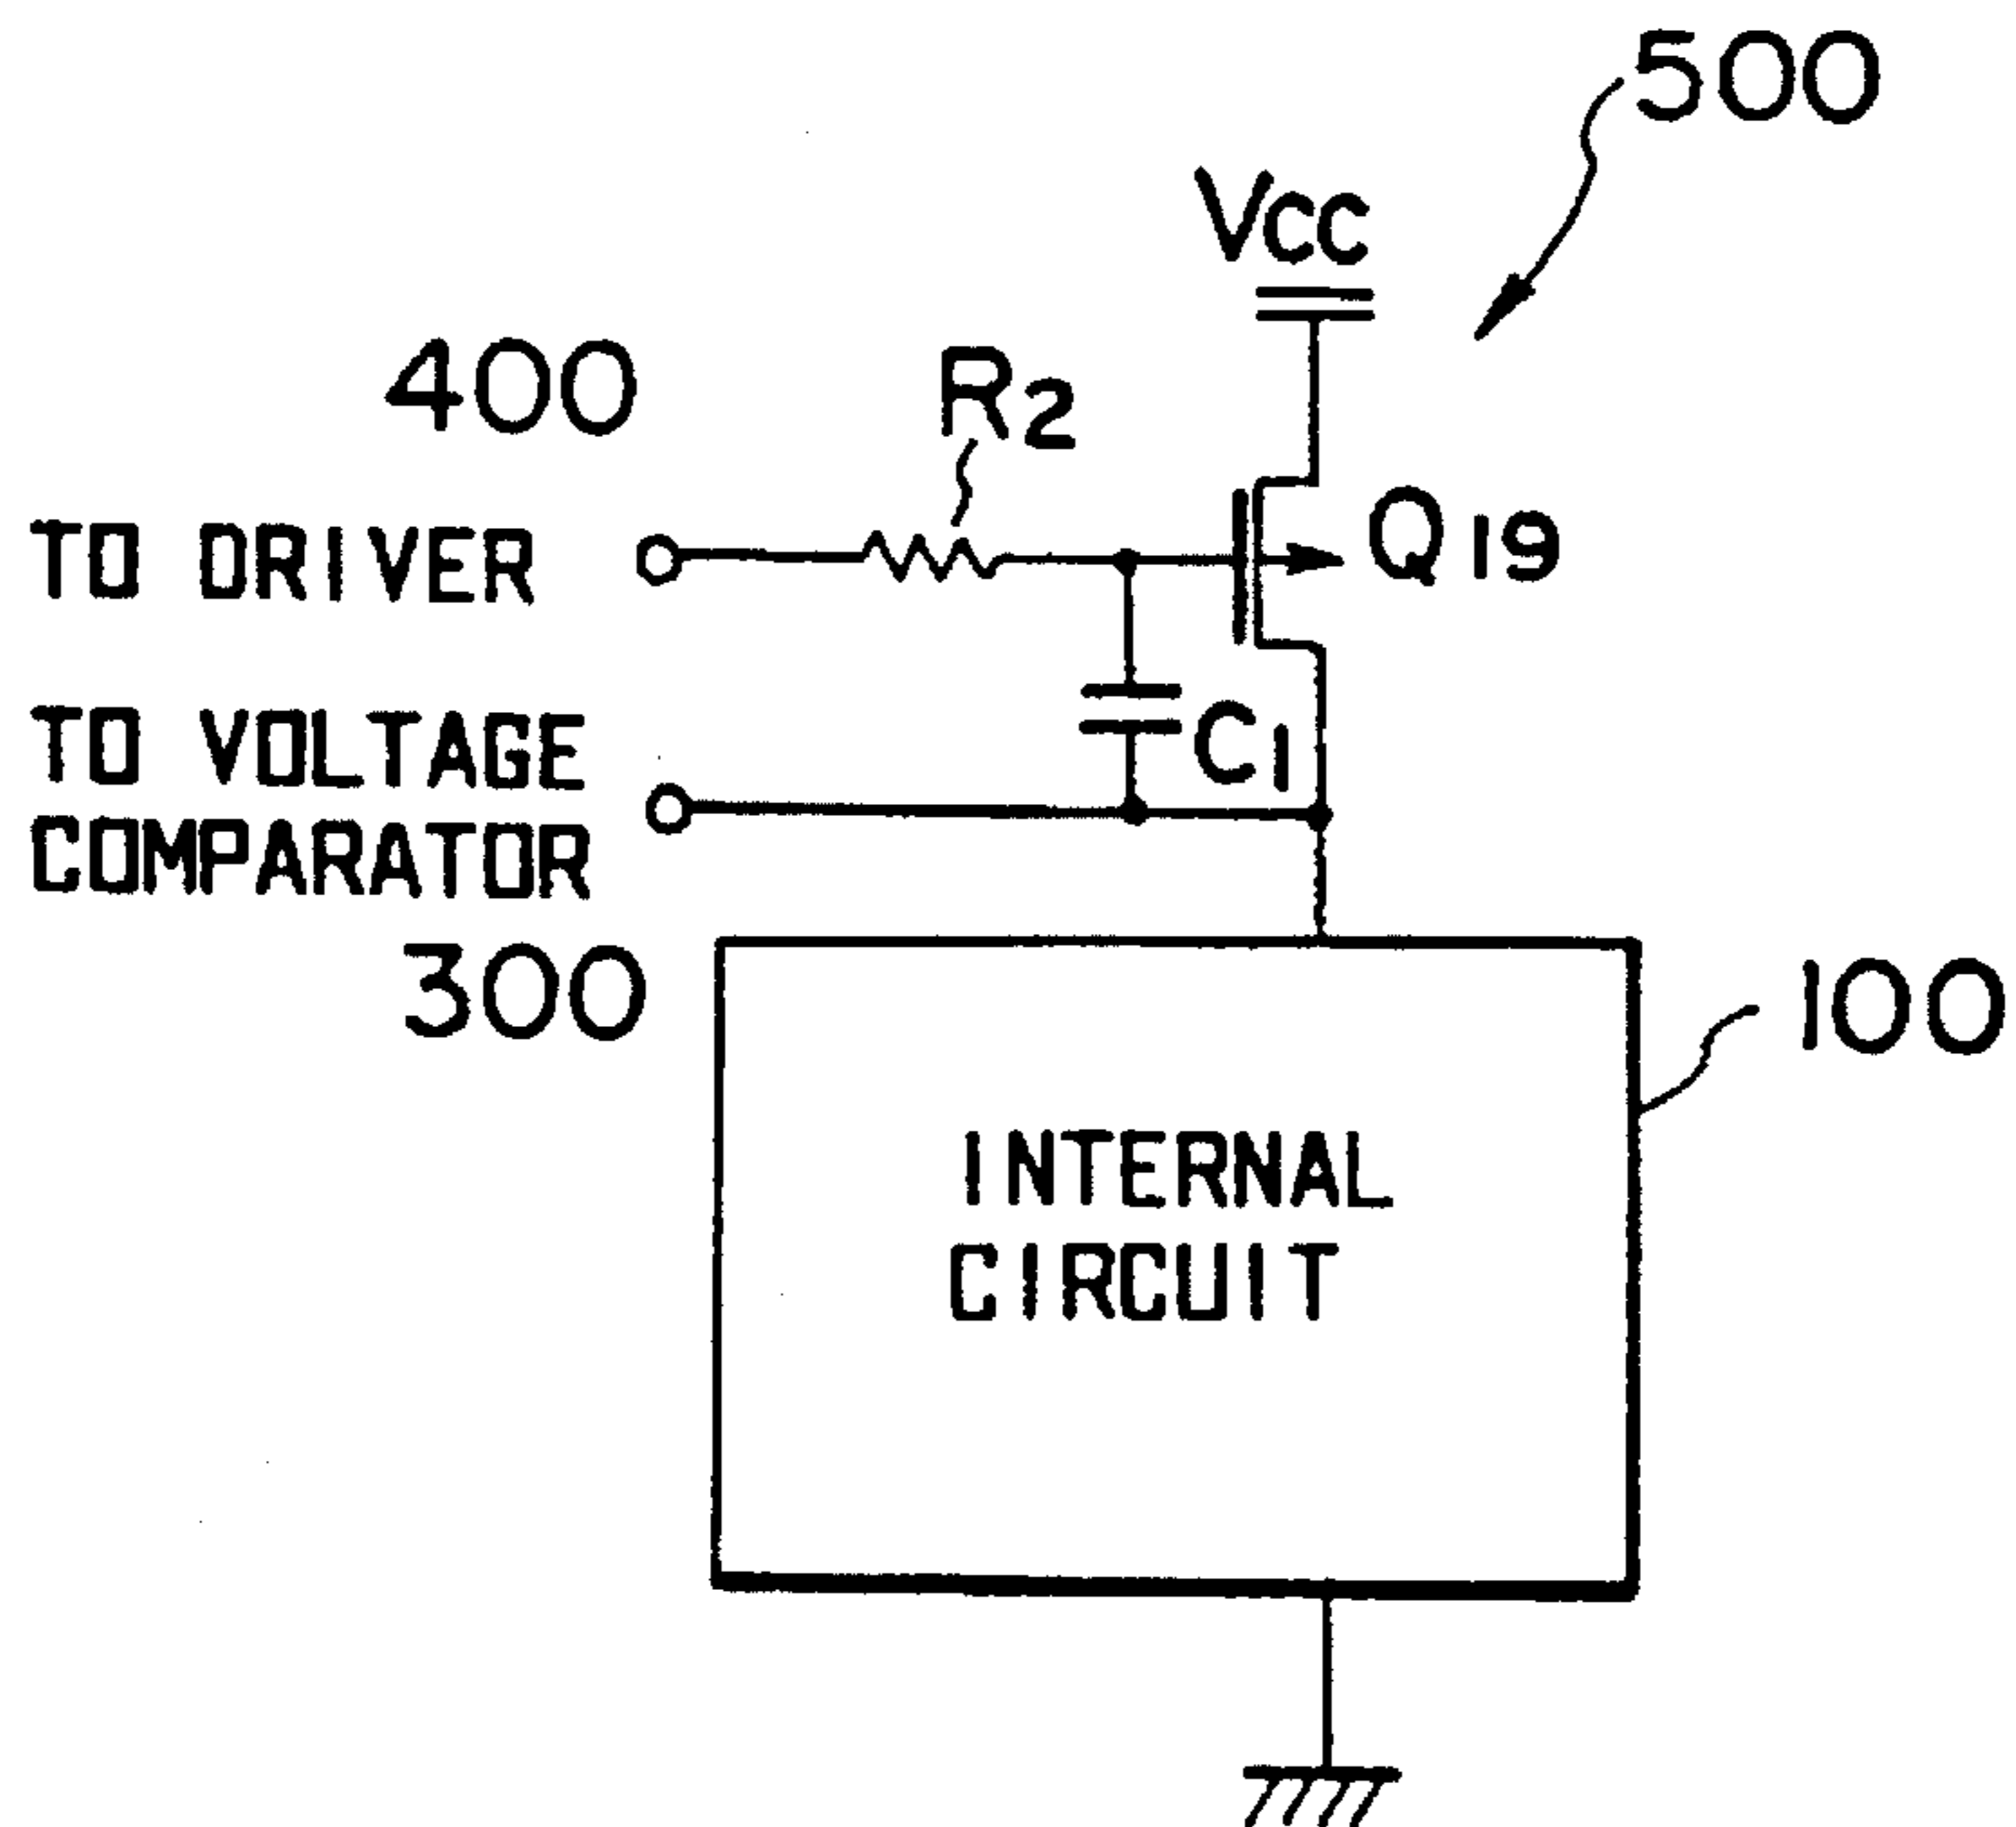 500
Vcc
400
R2
TO DRIVER
Q19
TO VOLTAGE
COMPARATOR
C1
300
100
INTERNAL
CIRCUIT